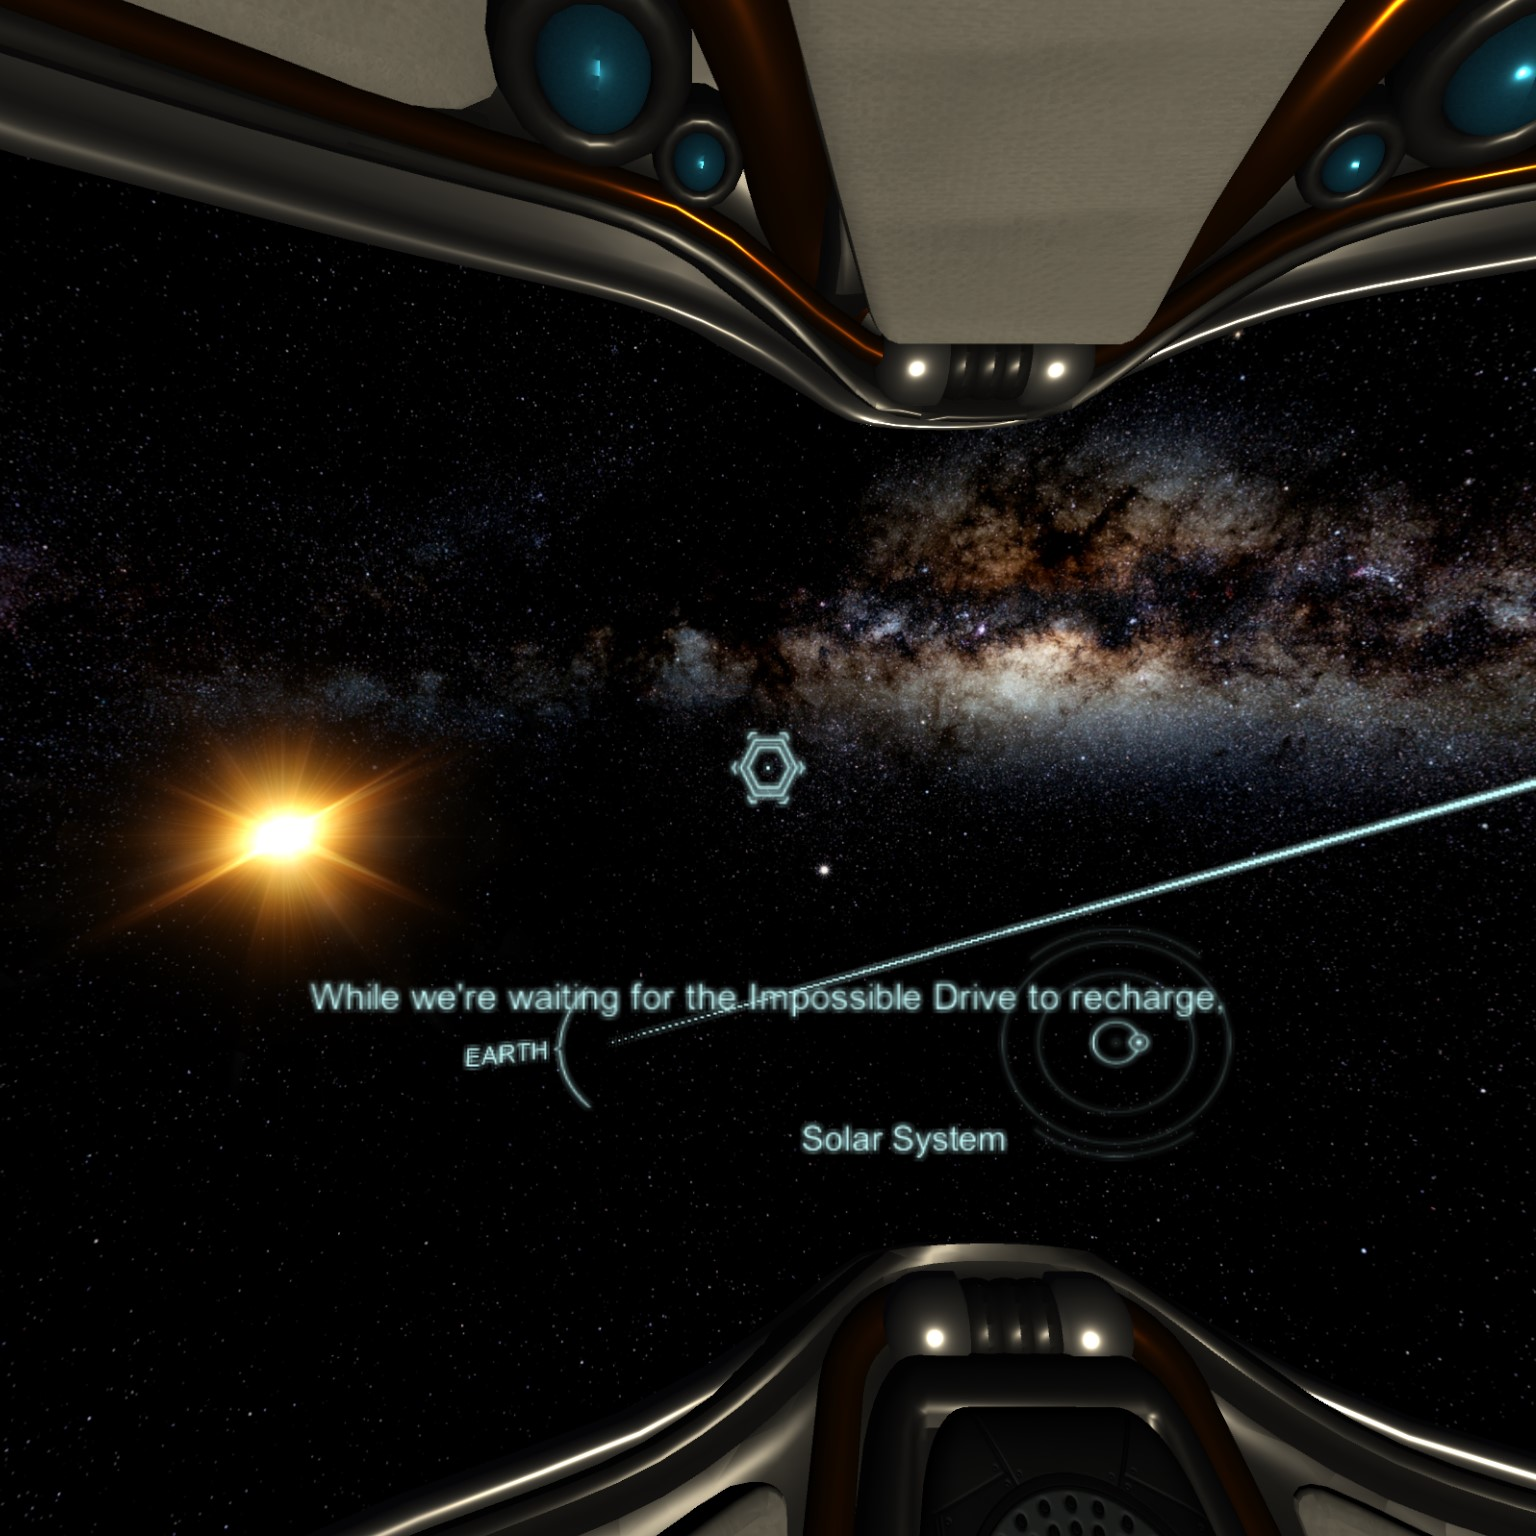 While we're waiting for the Impossible Drive to recharge,
EARTH
Solar System